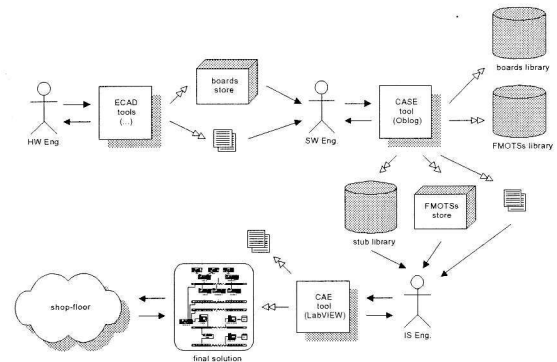 boards library
boards
store
ECAD
tools
(...)
CASE
tool
(Oblog)
HW Eng.
SW Eng.
FMOTSs library
FMOTSs
store
stub library
CAE
tool
(LabVIEW)
shop-floor
IS Eng.
final solution